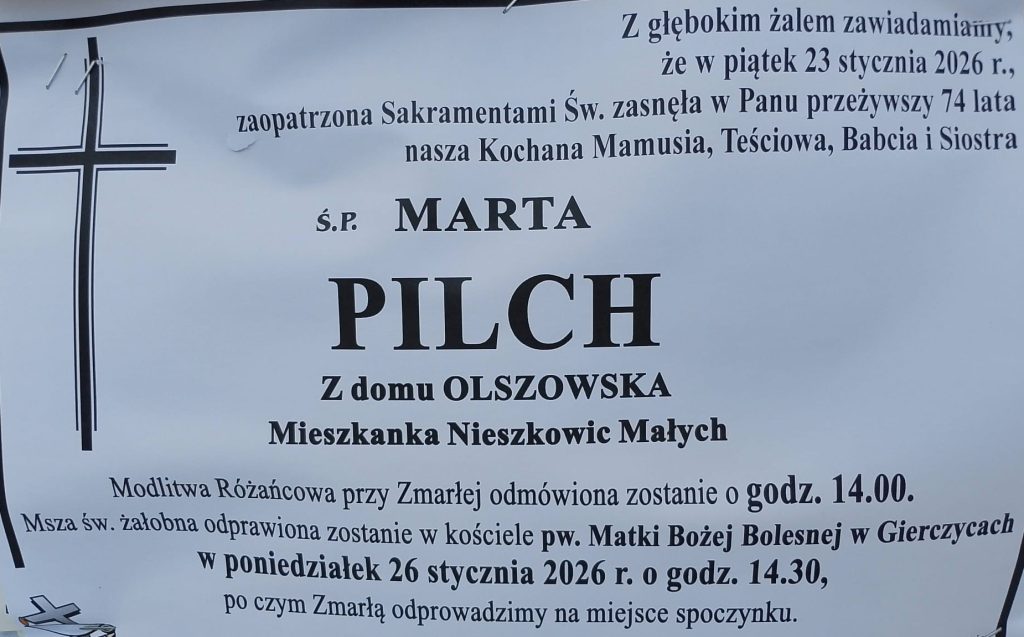 Z głębokim żalem zawiadamiamy,
że w piątek 23 stycznia 2026 r.,
zaopatrzona Sakramentami Św. zasnęła w Panu przeżywszy 74 lata
nasza Kochana Mamusia, Teściowa, Babcia i Siostra
Ś.P. MARTA
PILCH
Z domu OLSZOWSKA
Mieszkanka Nieszkowic Małych
Modlitwa Różańcowa przy Zmarłej odmówiona zostanie o godz. 14.00.
Msza św. żałobna odprawiona zostanie w kościele pw. Matki Bożej Bolesnej w Gierczycach
w poniedziałek 26 stycznia 2026 r. o godz. 14.30,
po czym Zmarłą odprowadzimy na miejsce spoczynku.